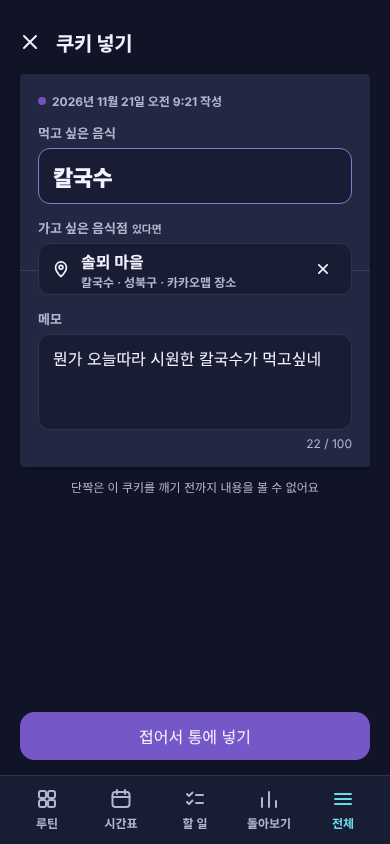 쿠키 넣기
2026년 11월 21일 오전 9:21 작성
먹고 싶은 음식
칼국수
가고 싶은 음식점 있다면
솔뫼 마을
칼국수 · 성북구 · 카카오맵 장소
메모
뭔가 오늘따라 시원한 칼국수가 먹고싶네
22 / 100
단짝은 이 쿠키를 깨기 전까지 내용을 볼 수 없어요
접어서 통에 넣기
루틴
시간표
할 일
돌아보기
전체